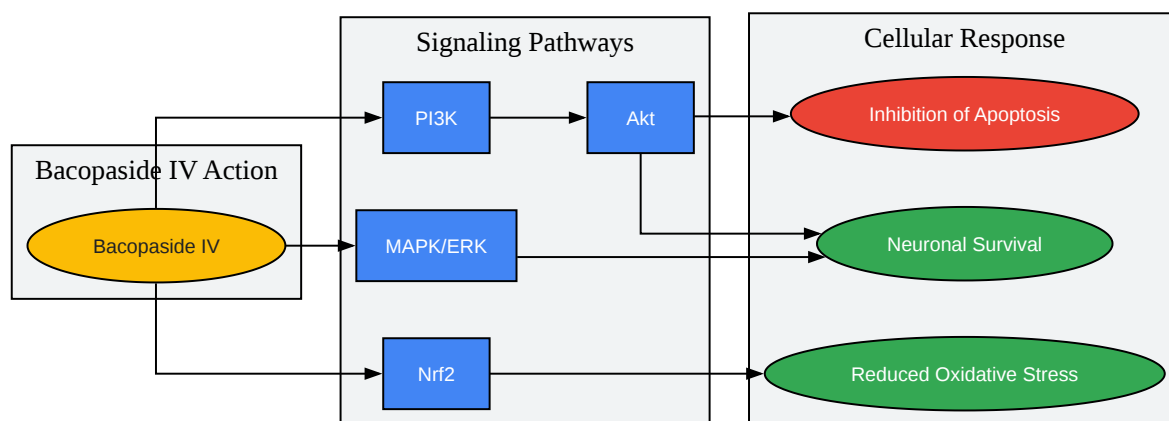 Signaling Pathways
Cellular Response
PI3K
Akt
Inhibition of Apoptosis
Bacopaside IV Action
Bacopaside IV
MAPK/ERK
Neuronal Survival
Nrf2
Reduced Oxidative Stress